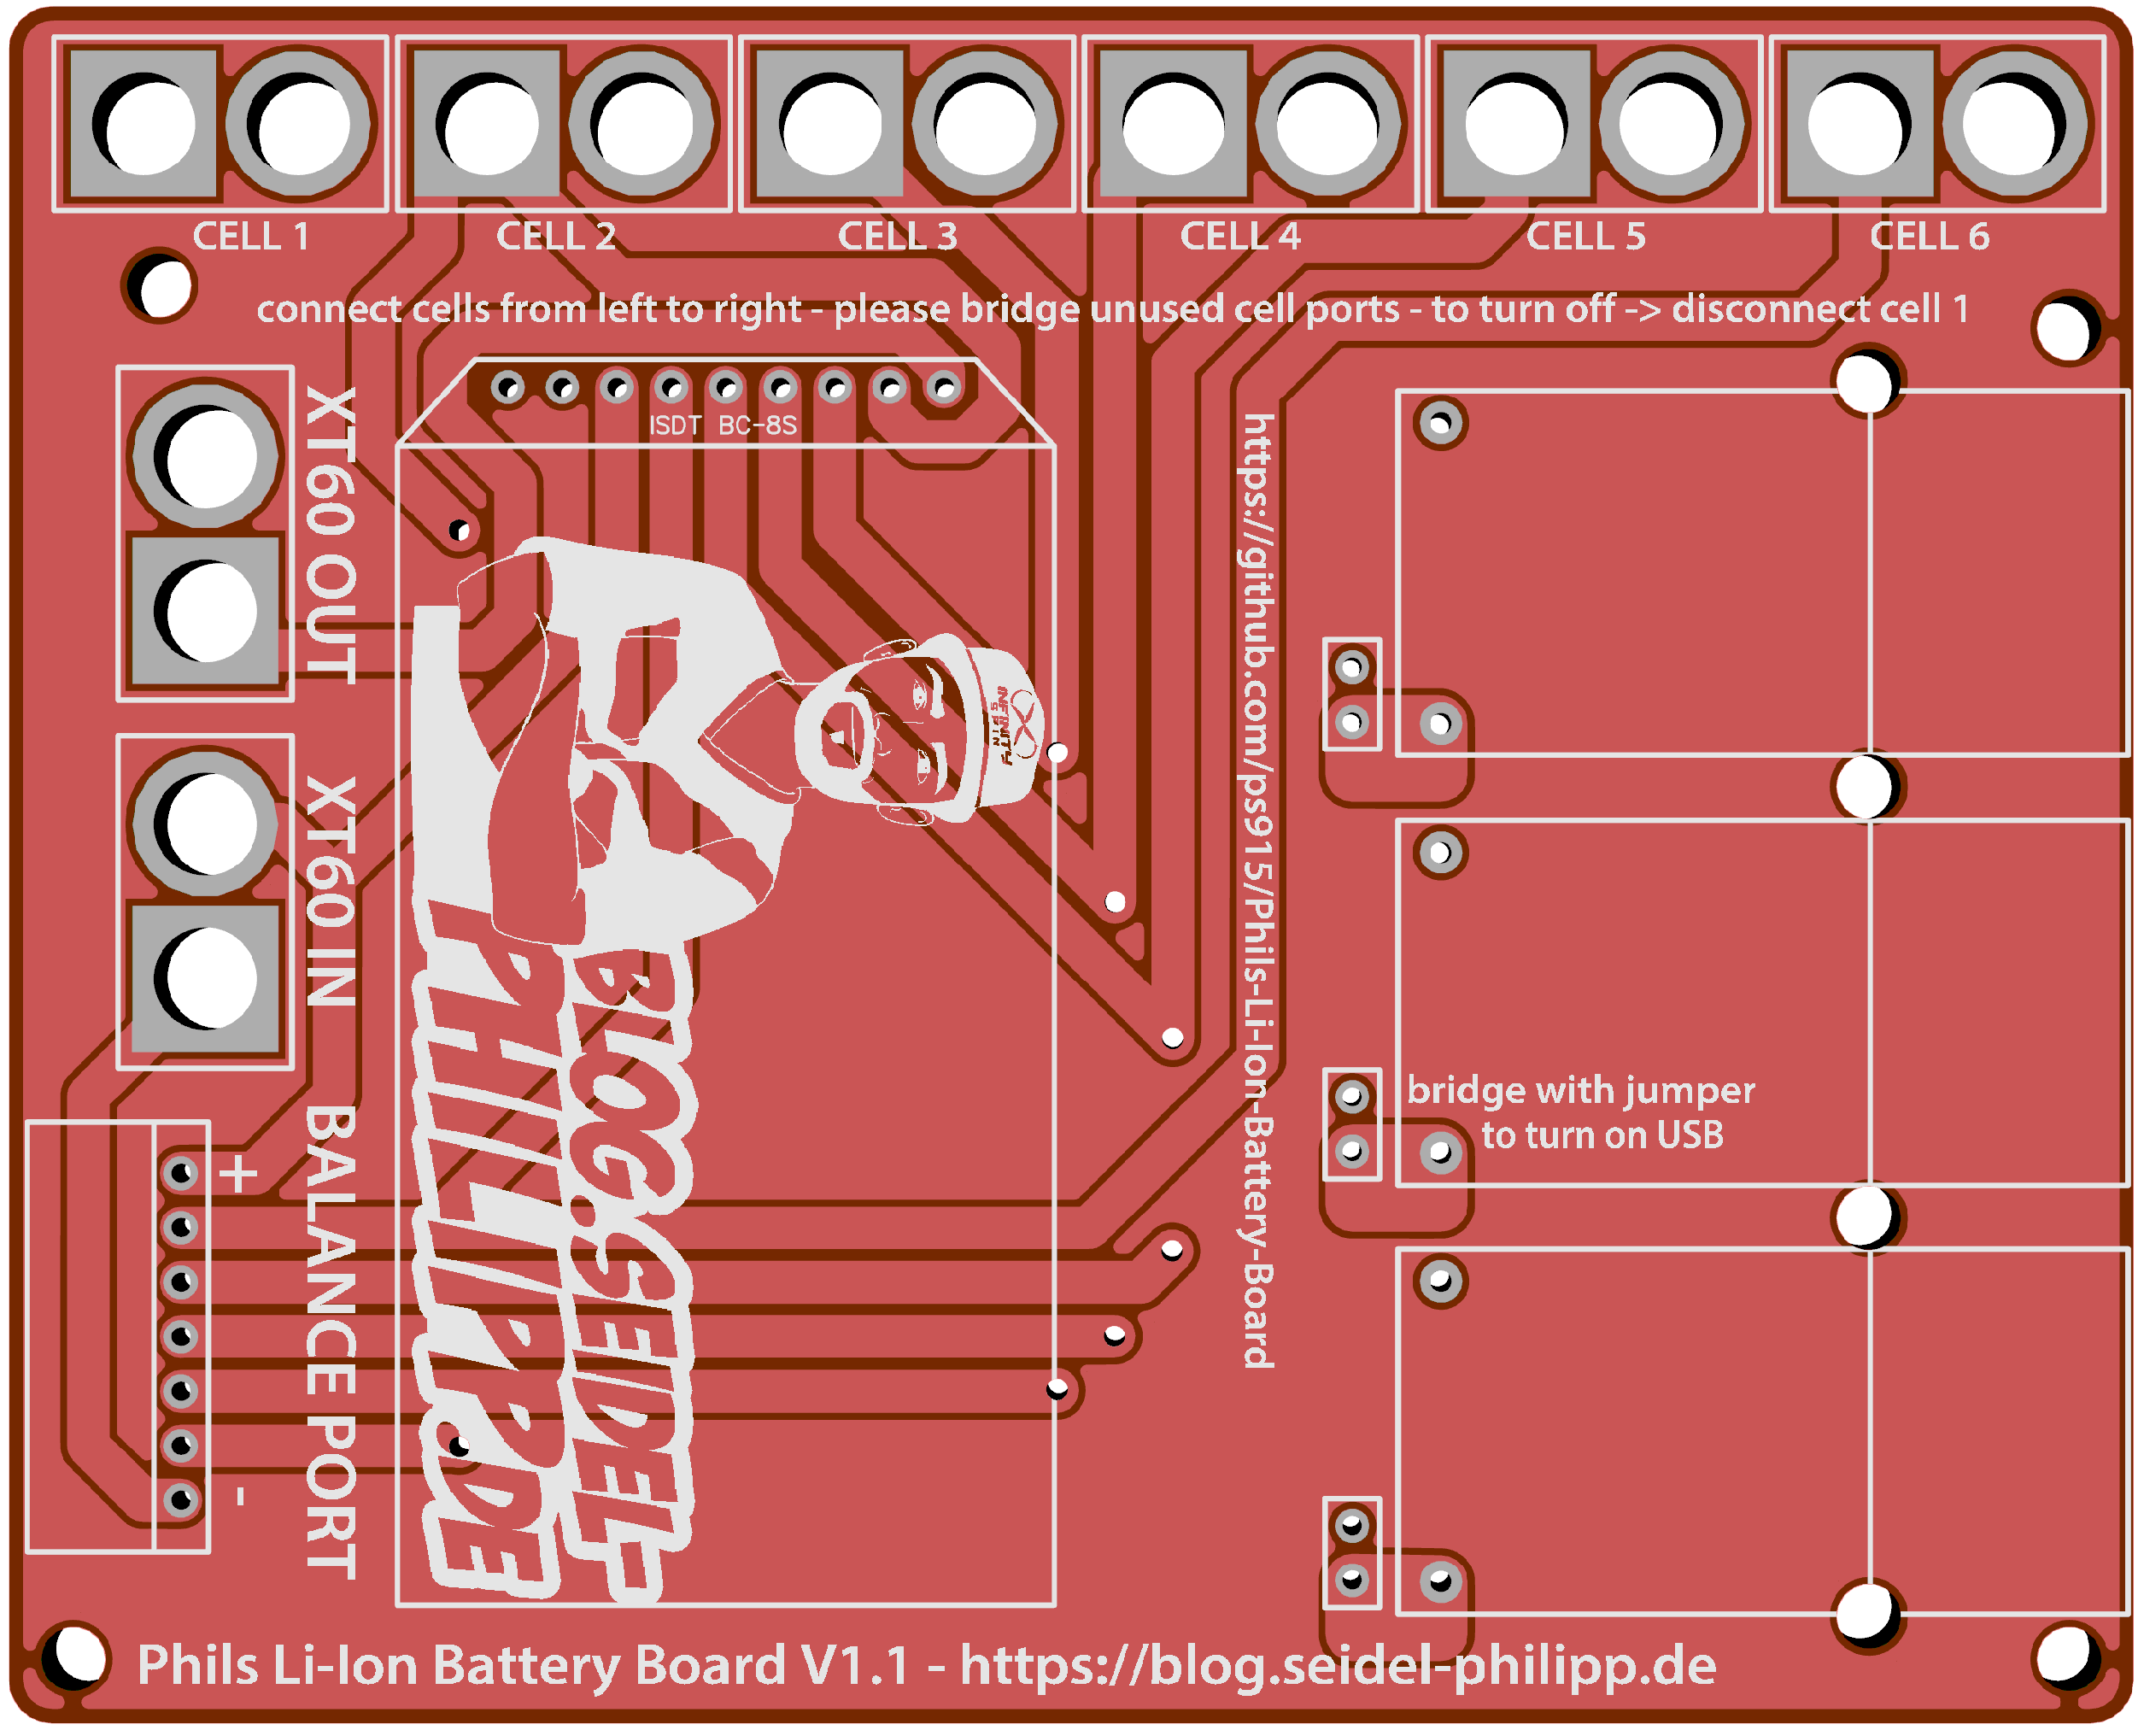 CELL 1
CELL 2
CELL 3
CELL 4
CELL 5
CELL 6
connect cells from left to right - please bridge unused cell ports - to turn off -> disconnect cell 1
ISDT BC-8S
XT60 OUT
XT60 IN
BALANCE PORT
+
-
INFINITY
SPIN
BLOG.SEIDEL-
PHILIPP.DE
https://github.com/ps915/Phils-Li-Ion-Battery-Board
bridge with jumper
to turn on USB
Phils Li-Ion Battery Board V1.1 - https://blog.seidel-philipp.de